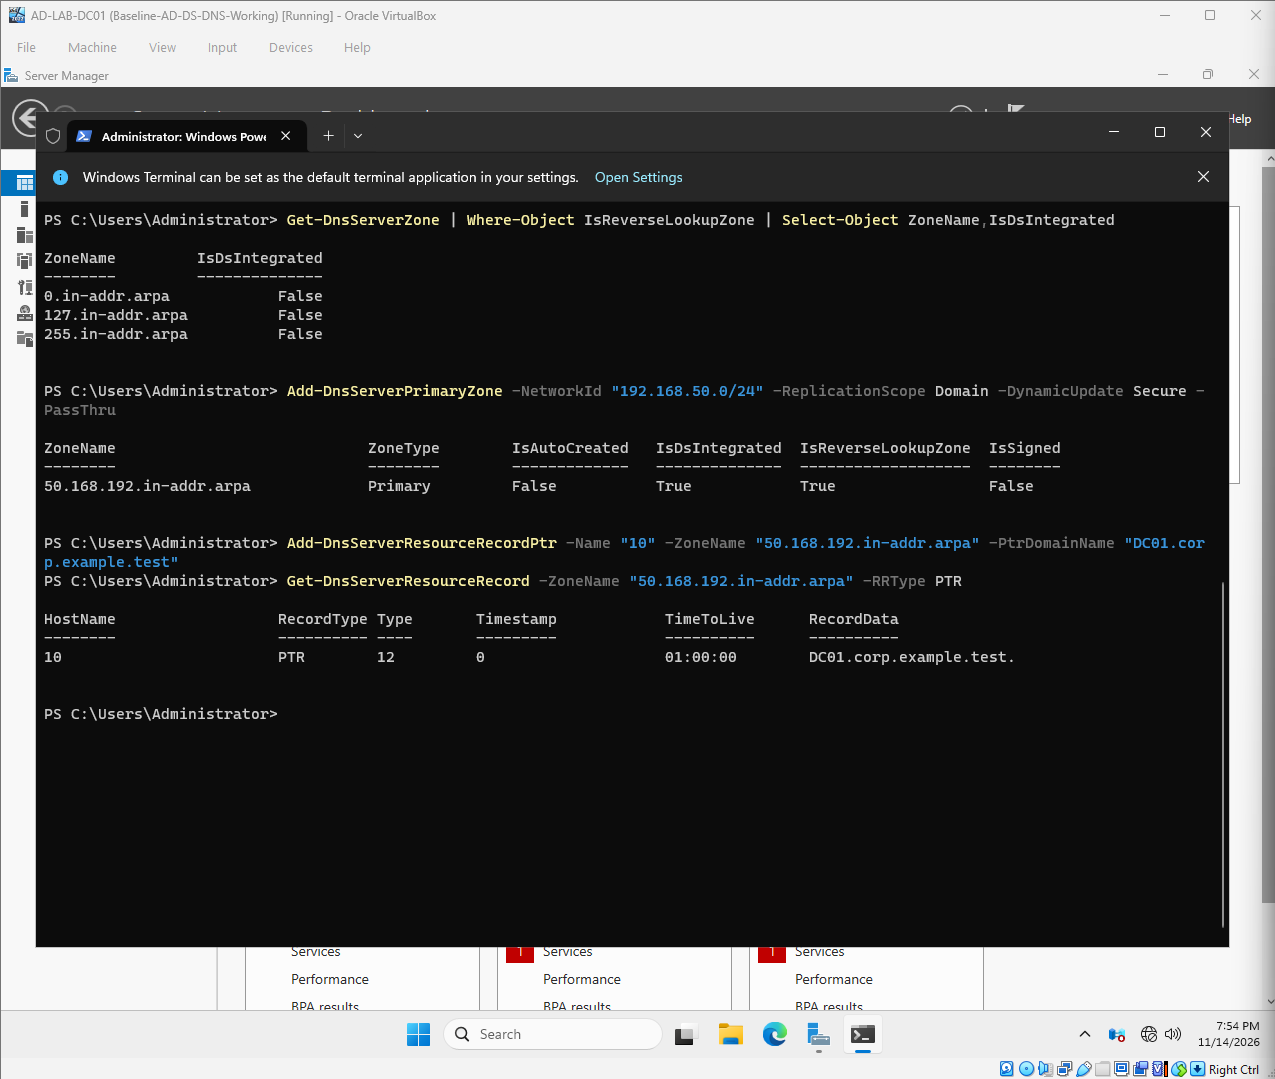 AD-LAB-DC01 (Baseline-AD-DS-DNS-Working) [Running] - Oracle VirtualBox
File Machine View Input Devices Help
Server Manager
Help
Administrator: Windows Powe
Windows Terminal can be set as the default terminal application in your settings. Open Settings
PS C:\Users\Administrator> Get-DnsServerZone | Where-Object IsReverseLookupZone | Select-Object ZoneName,IsDsIntegrated
ZoneName IsDsIntegrated
-------- --------------
0.in-addr.arpa False
127.in-addr.arpa False
255.in-addr.arpa False
PS C:\Users\Administrator> Add-DnsServerPrimaryZone -NetworkId "192.168.50.0/24" -ReplicationScope Domain -DynamicUpdate Secure -
PassThru
ZoneName ZoneType IsAutoCreated IsDsIntegrated IsReverseLookupZone IsSigned
-------- -------- ------------- -------------- ------------------- --------
50.168.192.in-addr.arpa Primary False True True False
PS C:\Users\Administrator> Add-DnsServerResourceRecordPtr -Name "10" -ZoneName "50.168.192.in-addr.arpa" -PtrDomainName "DC01.cor
p.example.test"
PS C:\Users\Administrator> Get-DnsServerResourceRecord -ZoneName "50.168.192.in-addr.arpa" -RRType PTR
HostName RecordType Type Timestamp TimeToLive RecordData
-------- ---------- ---- --------- ---------- ----------
10 PTR 12 0 01:00:00 DC01.corp.example.test.
PS C:\Users\Administrator>
Services 1 Services 1 Services
Performance Performance Performance
BPA results BPA results BPA results
Search
7:54 PM
11/14/2026
Right Ctrl